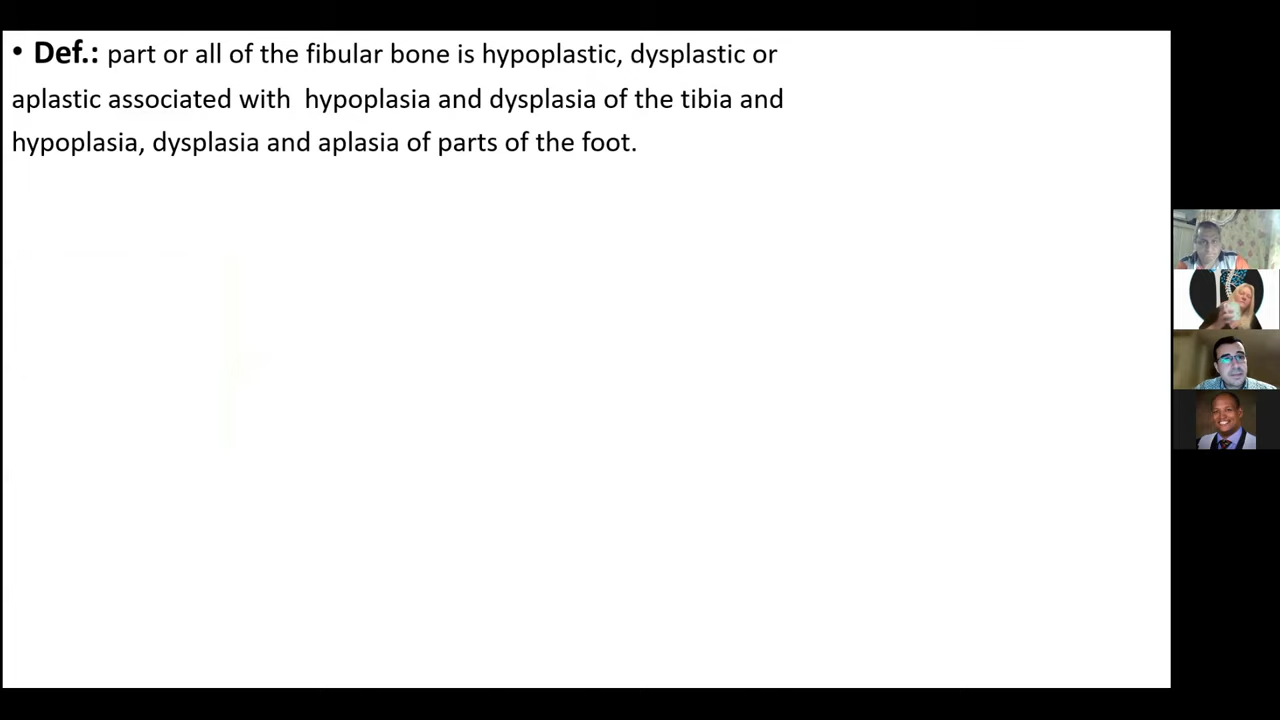 • Def.: part or all of the fibular bone is hypoplastic, dysplastic or
aplastic associated with  hypoplasia and dysplasia of the tibia and
hypoplasia, dysplasia and aplasia of parts of the foot.